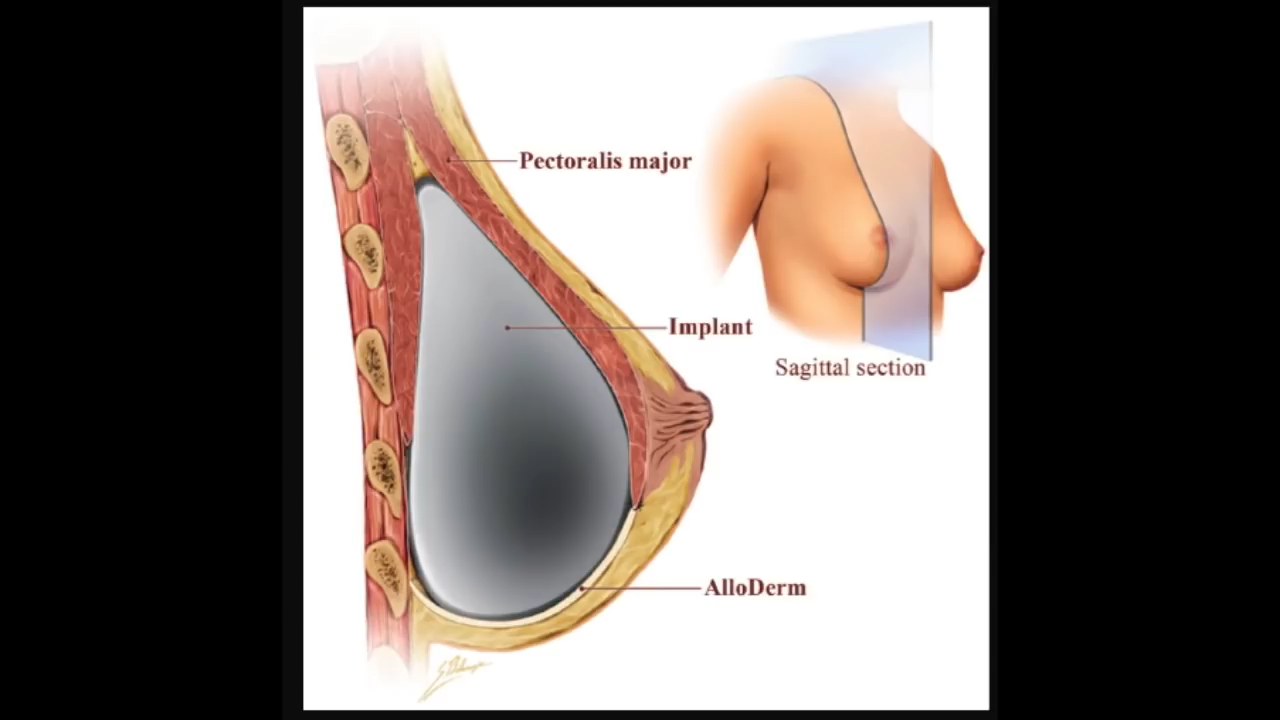 Pectoralis major
Implant
Sagittal section
AlloDerm